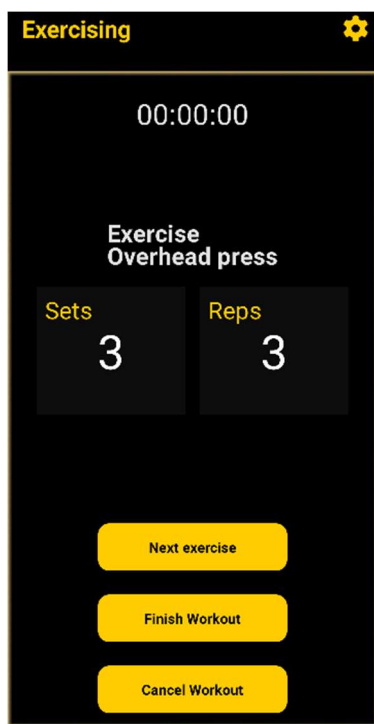 Exercising
00:00:00
Exercise
Overhead press
Sets
3
Reps
3
Next exercise
Finish Workout
Cancel Workout